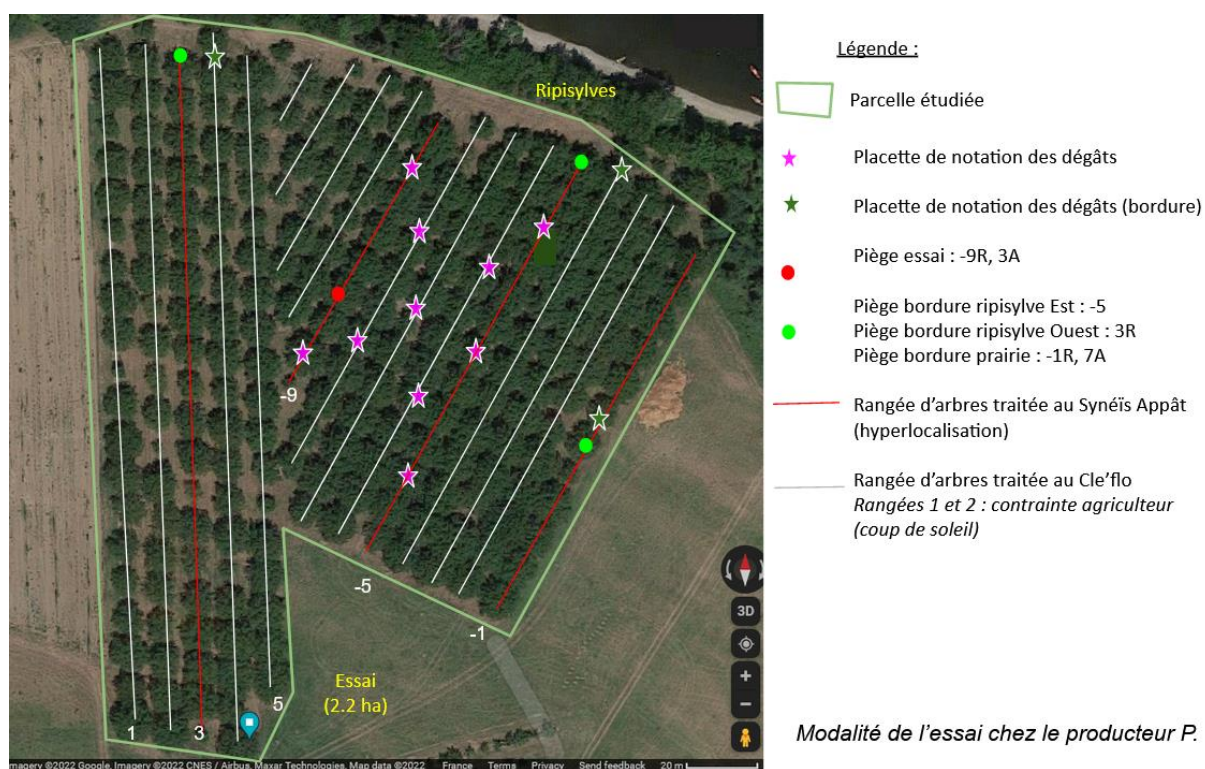 Ripisylves
-9
-5
-1
Essai
(2.2 ha)
1
3
5
3D
magery ©2022 Google, Imagery ©2022 CNES / Airbus, Maxar Technologies, Map data ©2022 France Terms Privacy Send feedback 20 m
Légende :
Parcelle étudiée
Placette de notation des dégâts
Placette de notation des dégâts (bordure)
Piège essai : -9R, 3A
Piège bordure ripisylve Est : -5
Piège bordure ripisylve Ouest : 3R
Piège bordure prairie : -1R, 7A
Rangée d'arbres traitée au Synéïs Appât
(hyperlocalisation)
Rangée d'arbres traitée au Cle'flo
Rangées 1 et 2 : contrainte agriculteur
(coup de soleil)
Modalité de l'essai chez le producteur P.